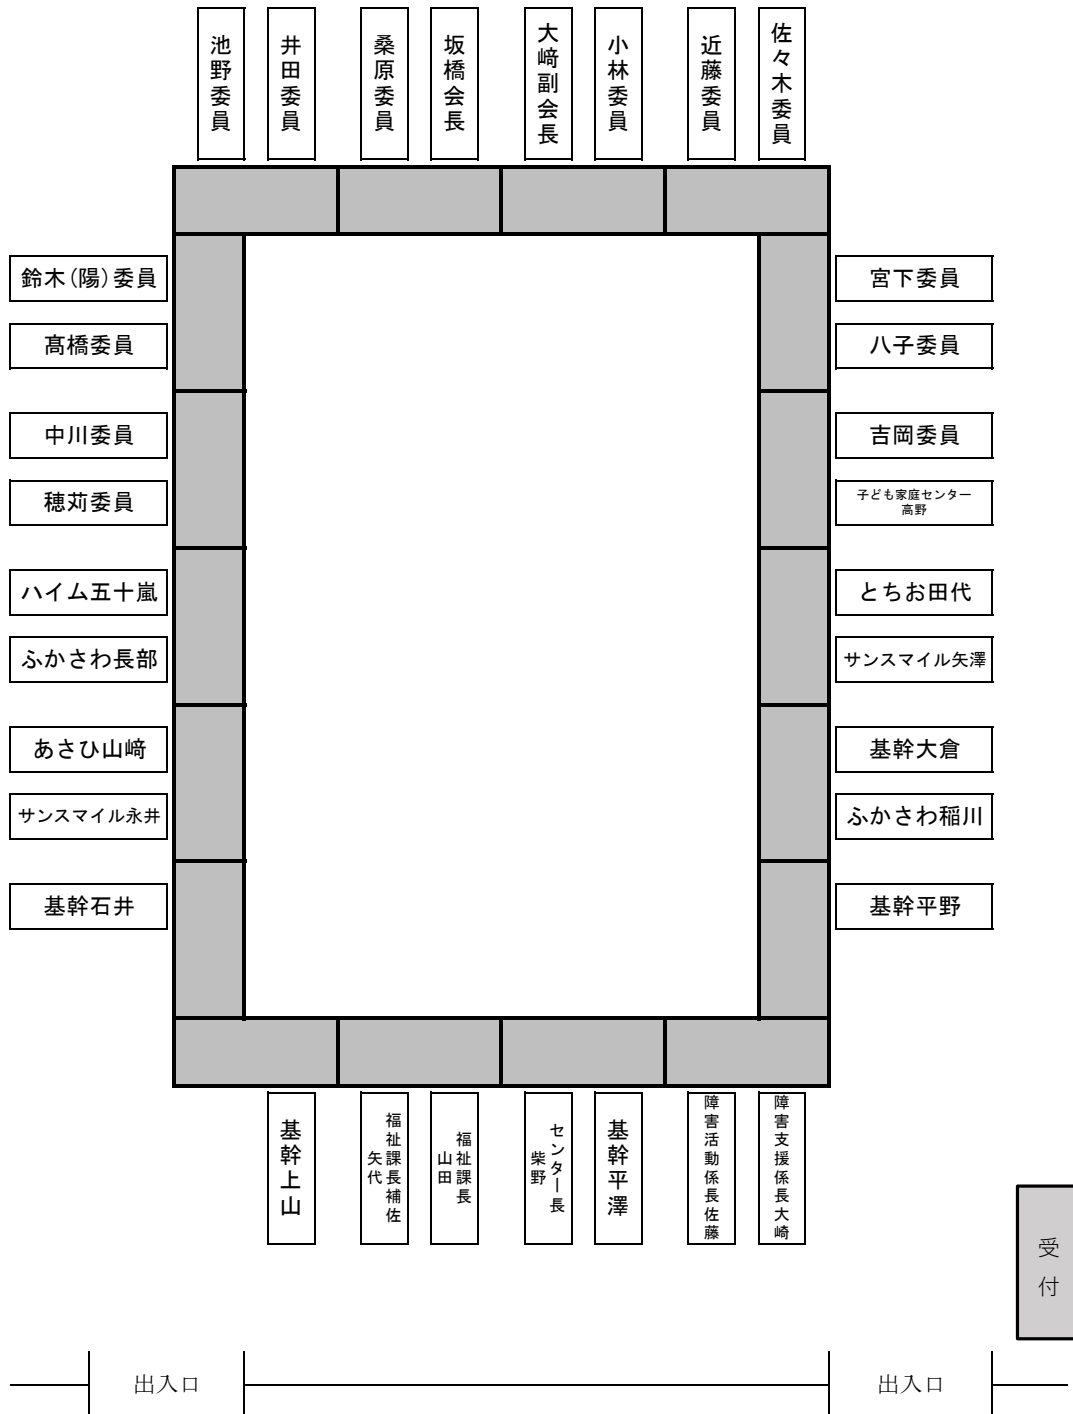 池野委員
井田委員
桑原委員
坂橋会長
大﨑副会長
小林委員
近藤委員
佐々木委員
鈴木(陽)委員
髙橋委員
中川委員
穂苅委員
ハイム五十嵐
ふかさわ長部
あさひ山﨑
サンスマイル永井
基幹石井
宮下委員
八子委員
吉岡委員
子ども家庭センター
高野
とちお田代
サンスマイル矢澤
基幹大倉
ふかさわ稲川
基幹平野
基幹上山
福祉課長補佐
矢代
福祉課長
山田
センター長
柴野
基幹平澤
障害活動係長佐藤
障害支援係長大崎
受付
出入口
出入口